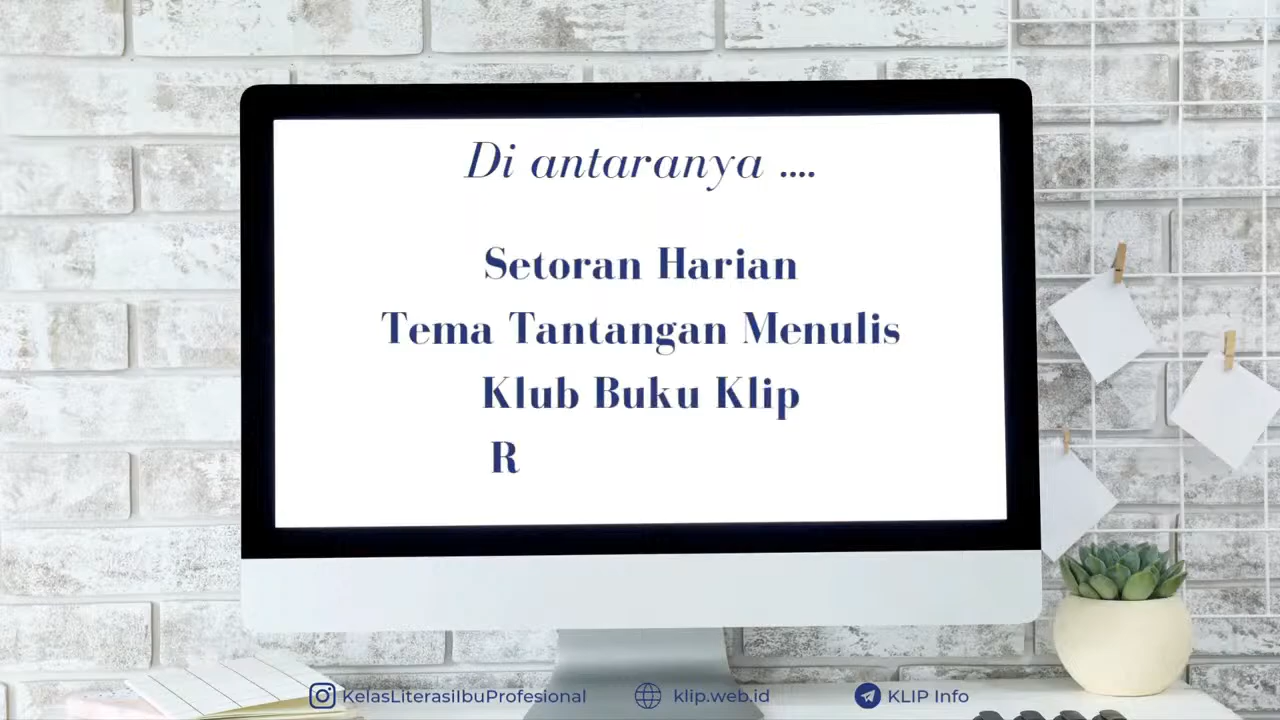 Di antaranya ....
Setoran Harian
Tema Tantangan Menulis
Klub Buku Klip
R
KelasLiterasiIbuProfesional
klip.web.id
KLIP Info